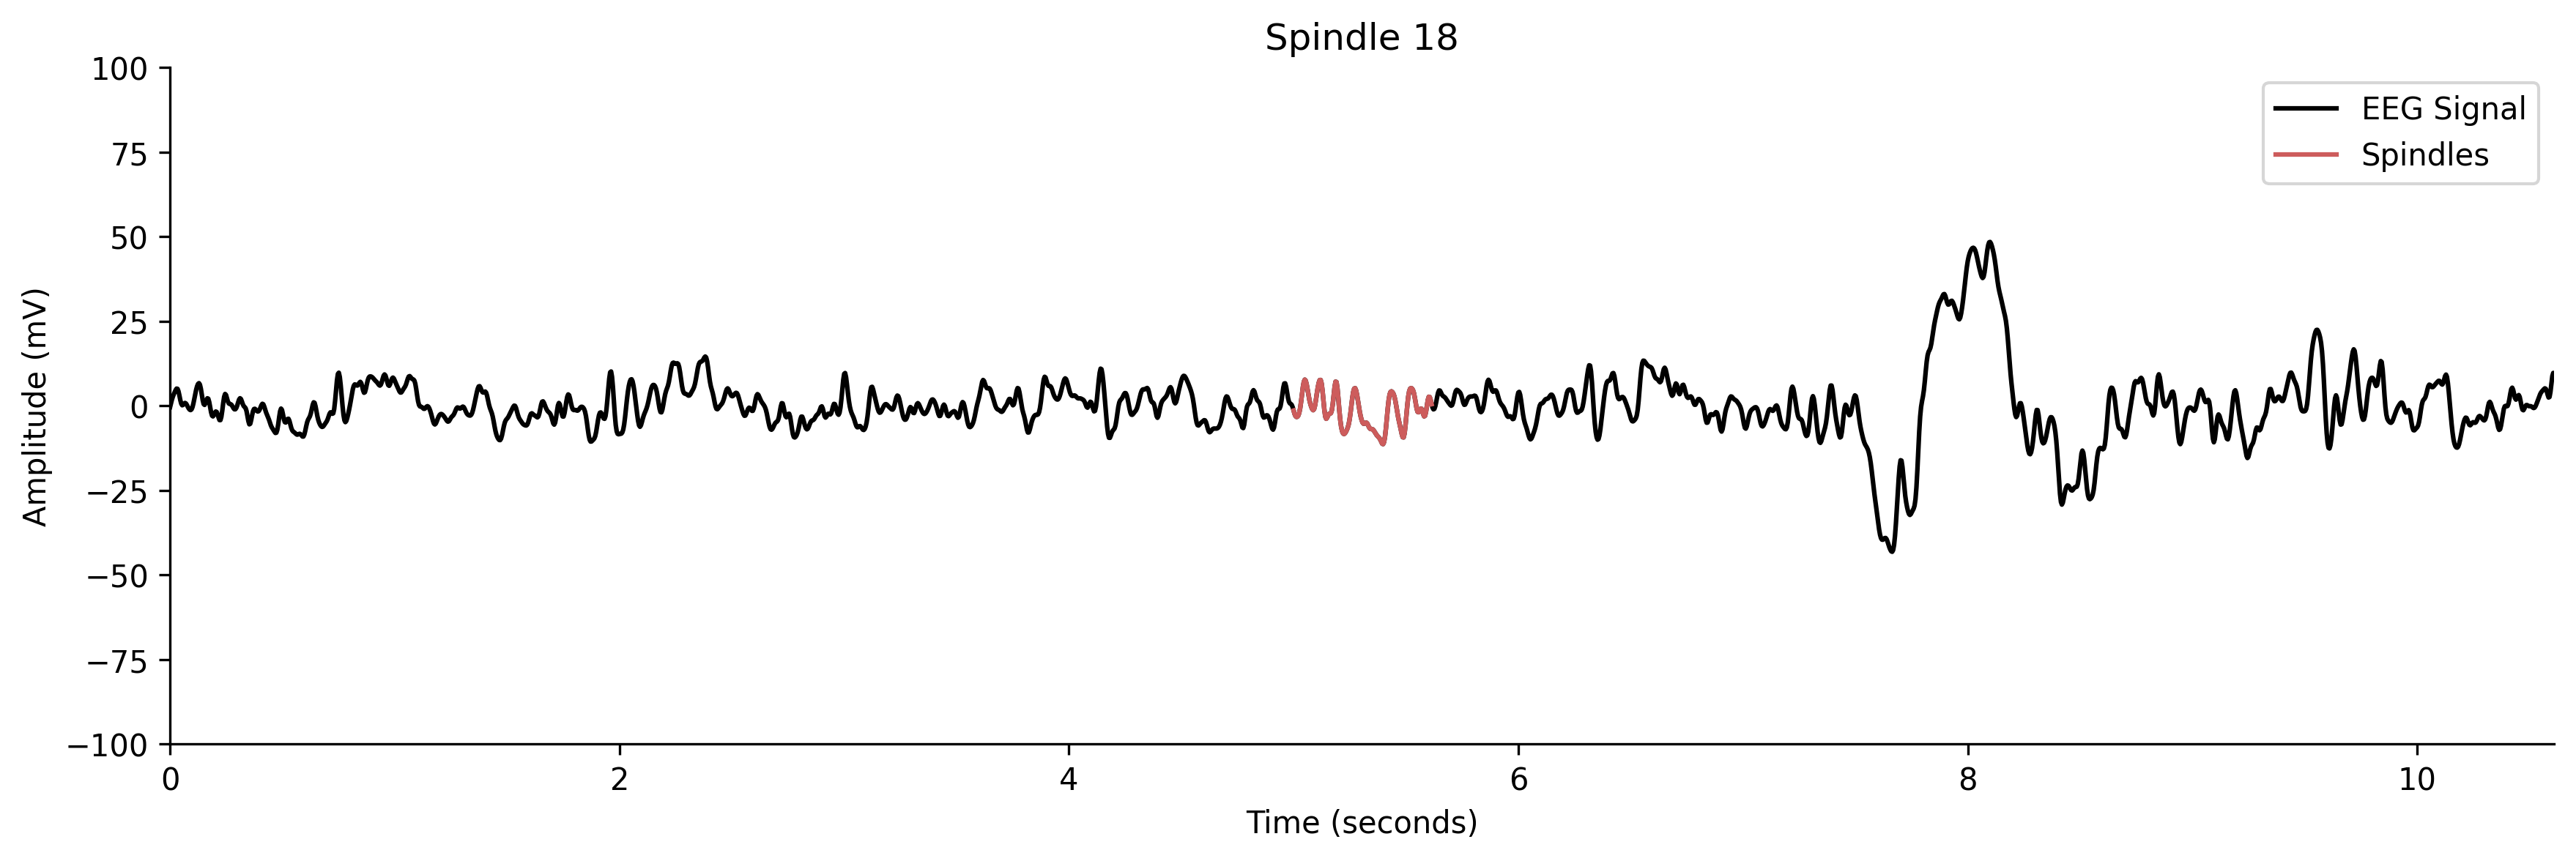 Spindle 18
EEG Signal
Spindles
100
75
50
25
0
−25
−50
−75
−100
Amplitude (mV)
0 2 4 6 8 10
Time (seconds)